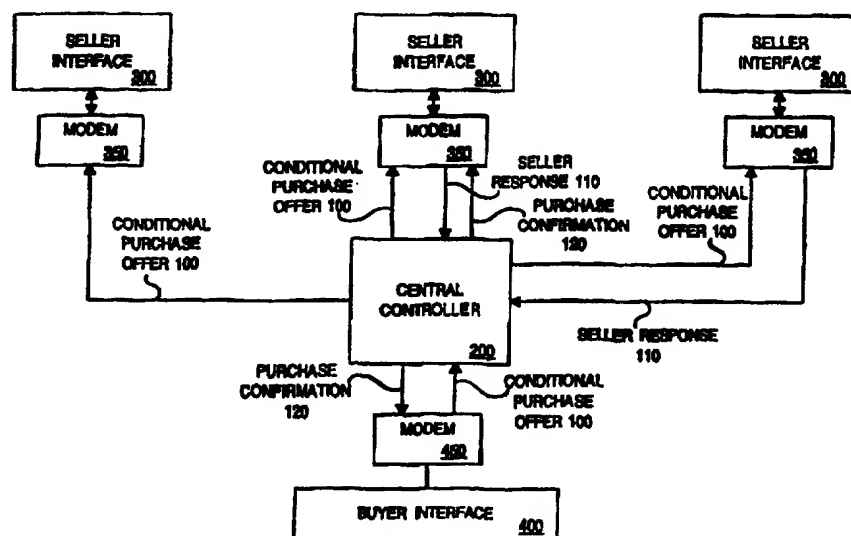 SELLER
INTERFACE
300
SELLER
INTERFACE
300
SELLER
INTERFACE
300
MODEM
350
MODEM
350
MODEM
350
CONDITIONAL
PURCHASE
OFFER 100
SELLER
RESPONSE 110
PURCHASE
CONFIRMATION
120
CONDITIONAL
PURCHASE
OFFER 100
CONDITIONAL
PURCHASE
OFFER 100
CENTRAL
CONTROLLER
200
SELLER RESPONSE
110
PURCHASE
CONFIRMATION
120
CONDITIONAL
PURCHASE
OFFER 100
MODEM
450
BUYER INTERFACE
400